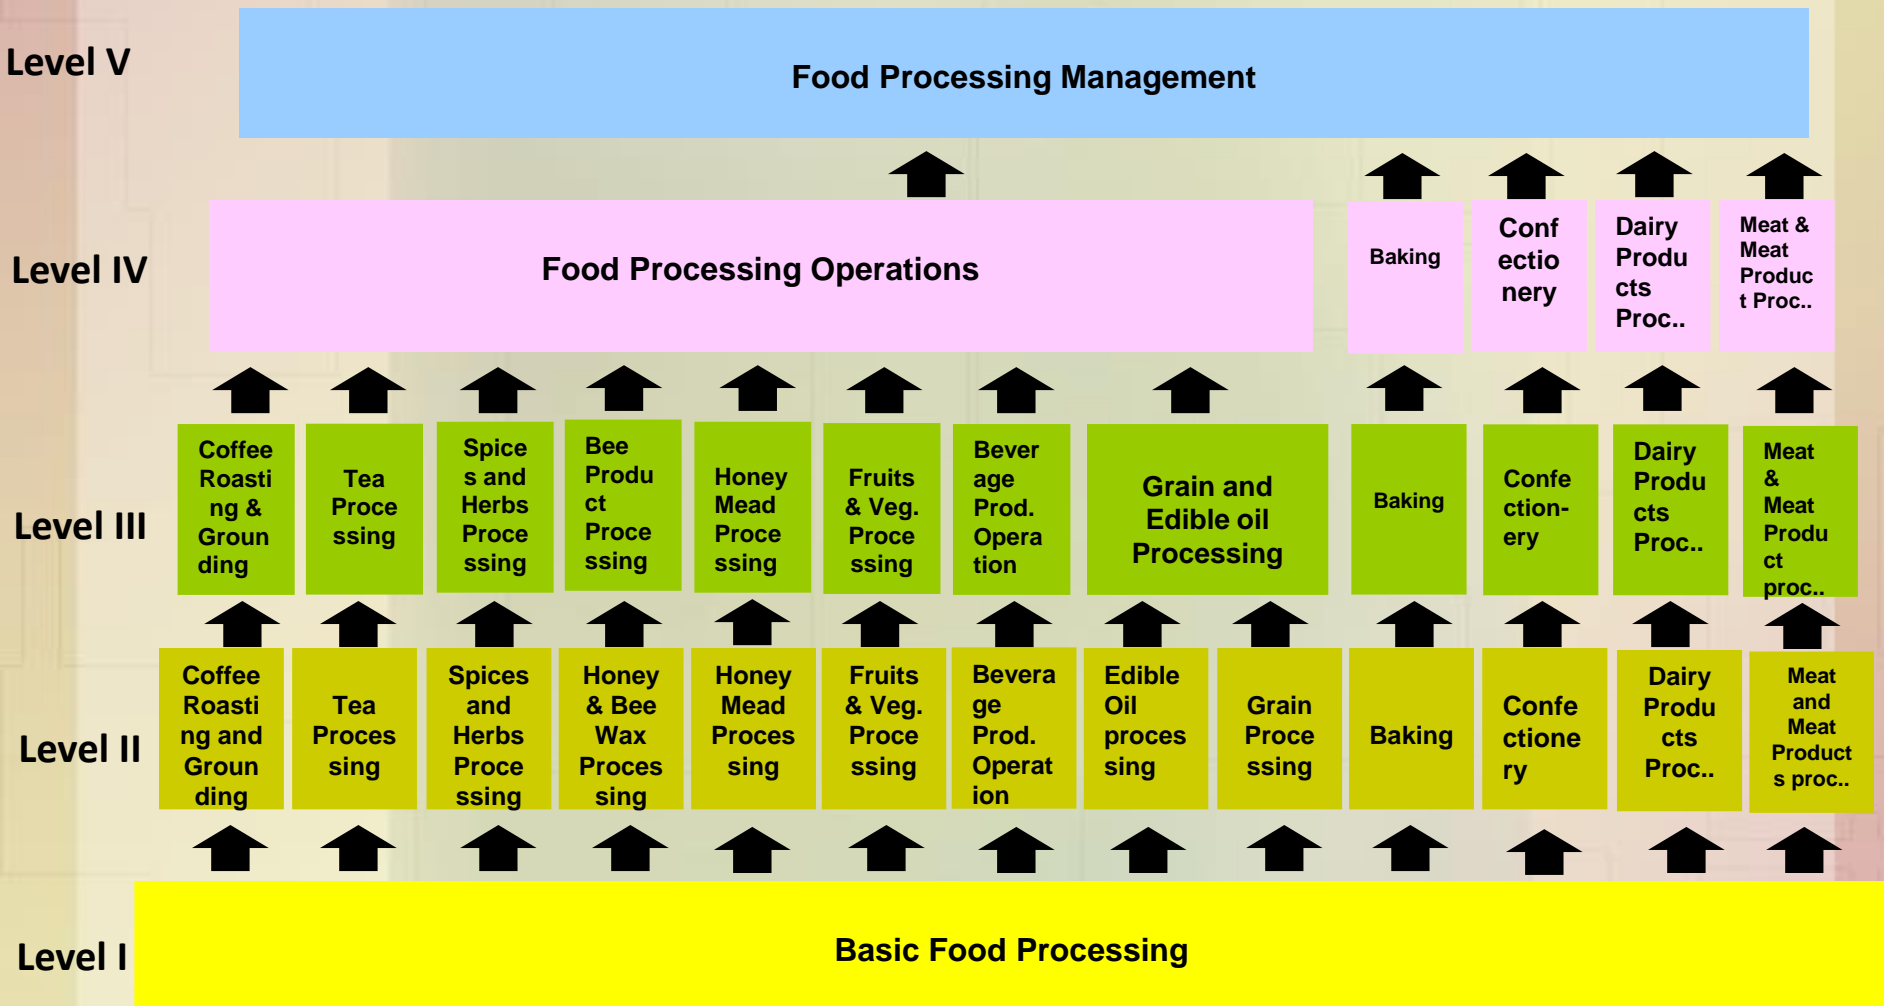 Level V
Food Processing Management
Level IV
Food Processing Operations
Baking
Conf
ectio
nery
Dairy
Produ
cts
Proc..
Meat &
Meat
Produc
t Proc..
Level III
Coffee
Roasti
ng &
Groun
ding
Tea
Proce
ssing
Spice
s and
Herbs
Proce
ssing
Bee
Produ
ct
Proce
ssing
Honey
Mead
Proce
ssing
Fruits
& Veg.
Proce
ssing
Bever
age
Prod.
Opera
tion
Grain and
Edible oil
Processing
Baking
Confe
ction-
ery
Dairy
Produ
cts
Proc..
Meat
&
Meat
Produ
ct
proc..
Level II
Coffee
Roasti
ng and
Groun
ding
Tea
Proces
sing
Spices
and
Herbs
Proce
ssing
Honey
& Bee
Wax
Proces
sing
Honey
Mead
Proces
sing
Fruits
& Veg.
Proce
ssing
Bevera
ge
Prod.
Operat
ion
Edible
Oil
proces
sing
Grain
Proce
ssing
Baking
Confe
ctione
ry
Dairy
Produ
cts
Proc..
Meat
and
Meat
Product
s proc..
Level I
Basic Food Processing